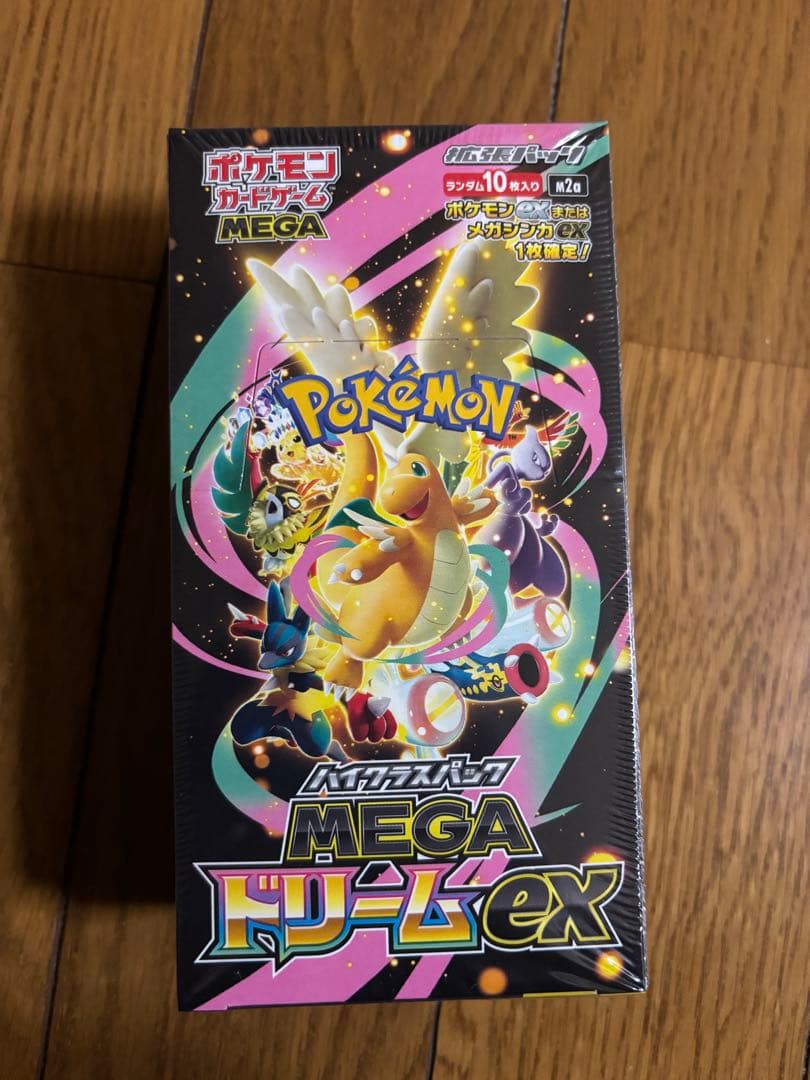 ポケモン
カードゲーム
MEGA
拡張パック
ランダム10枚入り
M2a
ポケモンexまたは
メガシンカex
1枚確定!
POKéMON
TM
ハイクラスパック
MEGA
ドリームex